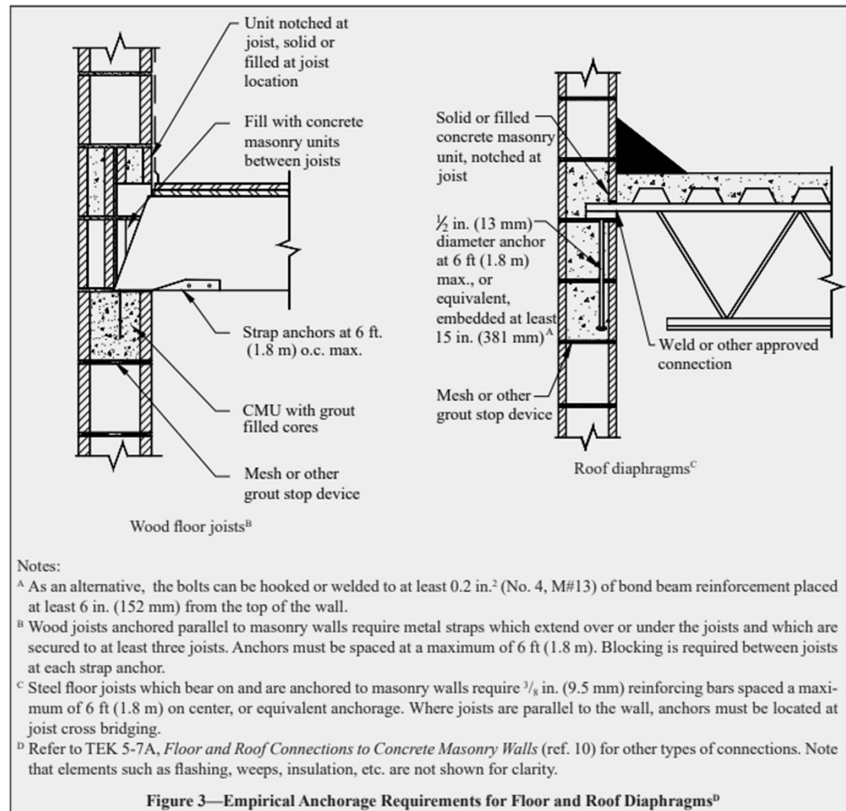 Unit notched at
joist, solid or
filled at joist
location
Fill with concrete
masonry units
between joists
Strap anchors at 6 ft.
(1.8 m) o.c. max.
CMU with grout
filled cores
Mesh or other
grout stop device
Wood floor joistsᴮ
Solid or filled
concrete masonry
unit, notched at
joist
½ in. (13 mm)
diameter anchor
at 6 ft (1.8 m)
max., or
equivalent,
embedded at least
15 in. (381 mm)ᴬ
Mesh or other
grout stop device
Weld or other approved
connection
Roof diaphragmsᶜ
Notes:
ᴬ As an alternative, the bolts can be hooked or welded to at least 0.2 in.² (No. 4, M#13) of bond beam reinforcement placed
at least 6 in. (152 mm) from the top of the wall.
ᴮ Wood joists anchored parallel to masonry walls require metal straps which extend over or under the joists and which are
secured to at least three joists. Anchors must be spaced at a maximum of 6 ft (1.8 m). Blocking is required between joists
at each strap anchor.
ᶜ Steel floor joists which bear on and are anchored to masonry walls require ³/₈ in. (9.5 mm) reinforcing bars spaced a maxi-
mum of 6 ft (1.8 m) on center, or equivalent anchorage. Where joists are parallel to the wall, anchors must be located at
joist cross bridging.
ᴰ Refer to TEK 5-7A, Floor and Roof Connections to Concrete Masonry Walls (ref. 10) for other types of connections. Note
that elements such as flashing, weeps, insulation, etc. are not shown for clarity.
Figure 3—Empirical Anchorage Requirements for Floor and Roof Diaphragmsᴰ